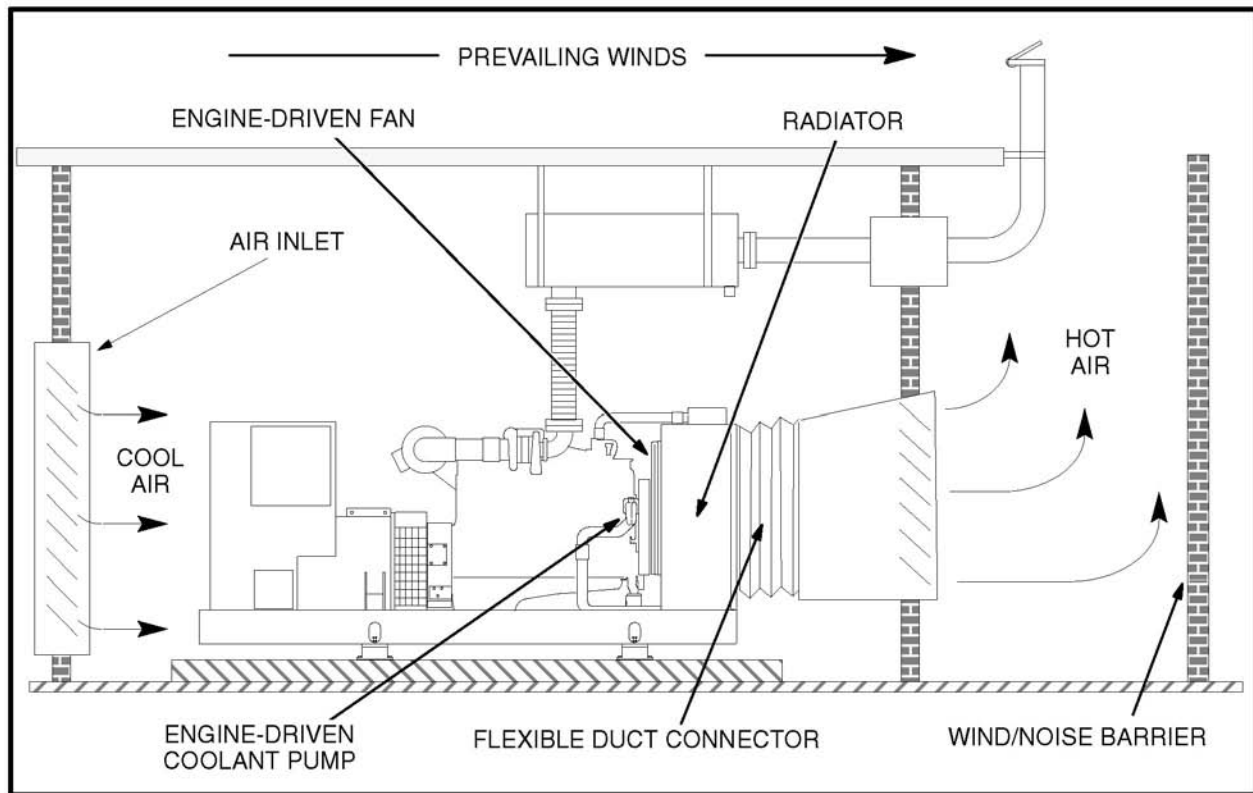 PREVAILING WINDS
ENGINE-DRIVEN FAN
RADIATOR
AIR INLET
HOT
AIR
COOL
AIR
ENGINE-DRIVEN
COOLANT PUMP
FLEXIBLE DUCT CONNECTOR
WIND/NOISE BARRIER